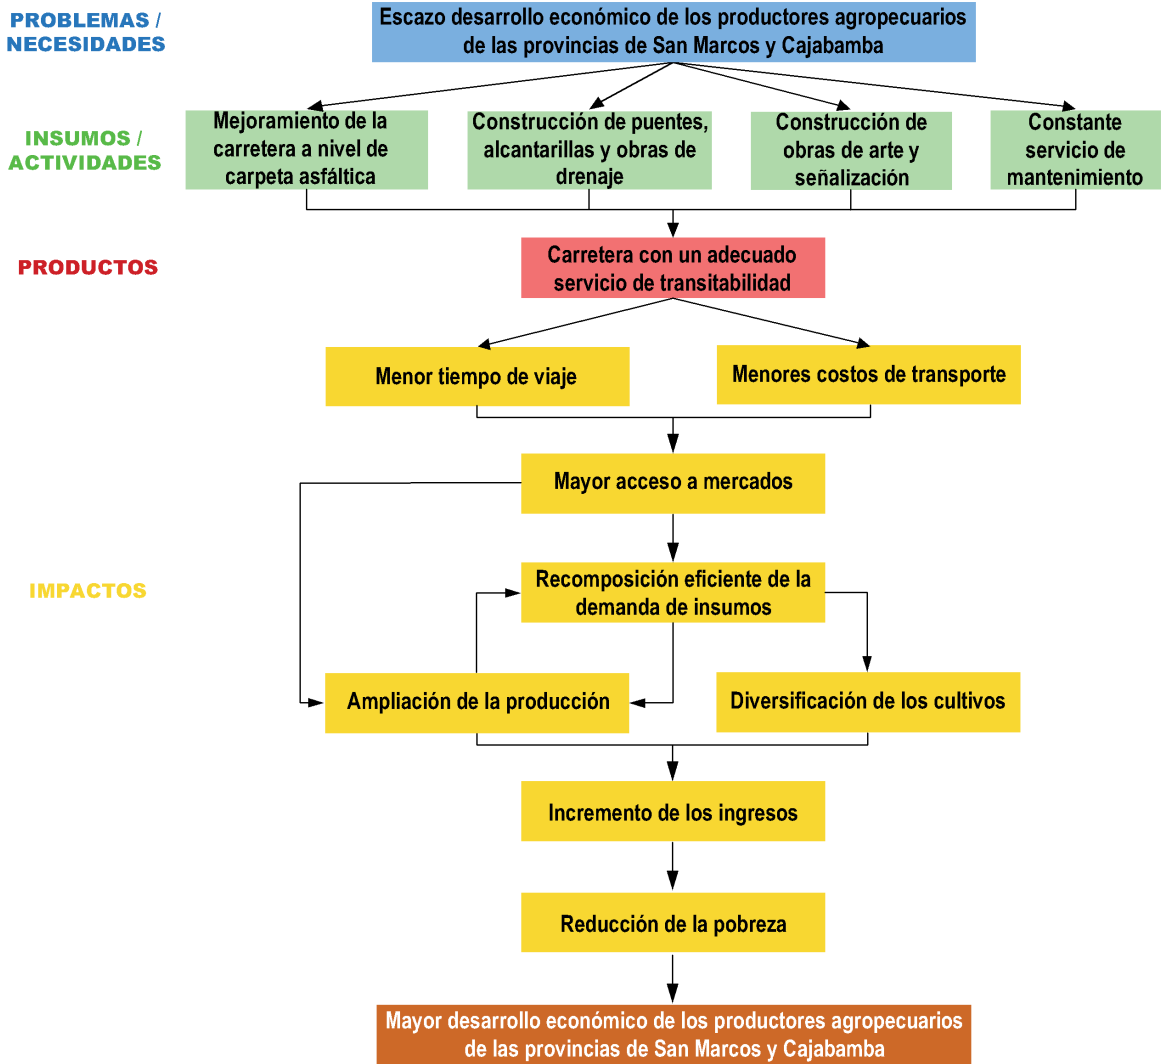 PROBLEMAS /
NECESIDADES
Escazo desarrollo económico de los productores agropecuarios
de las provincias de San Marcos y Cajabamba
INSUMOS /
ACTIVIDADES
Mejoramiento de la
carretera a nivel de
carpeta asfáltica
Construcción de puentes,
alcantarillas y obras de
drenaje
Construcción de
obras de arte y
señalización
Constante
servicio de
mantenimiento
PRODUCTOS
Carretera con un adecuado
servicio de transitabilidad
Menor tiempo de viaje
Menores costos de transporte
Mayor acceso a mercados
IMPACTOS
Recomposición eficiente de la
demanda de insumos
Ampliación de la producción
Diversificación de los cultivos
Incremento de los ingresos
Reducción de la pobreza
Mayor desarrollo económico de los productores agropecuarios
de las provincias de San Marcos y Cajabamba